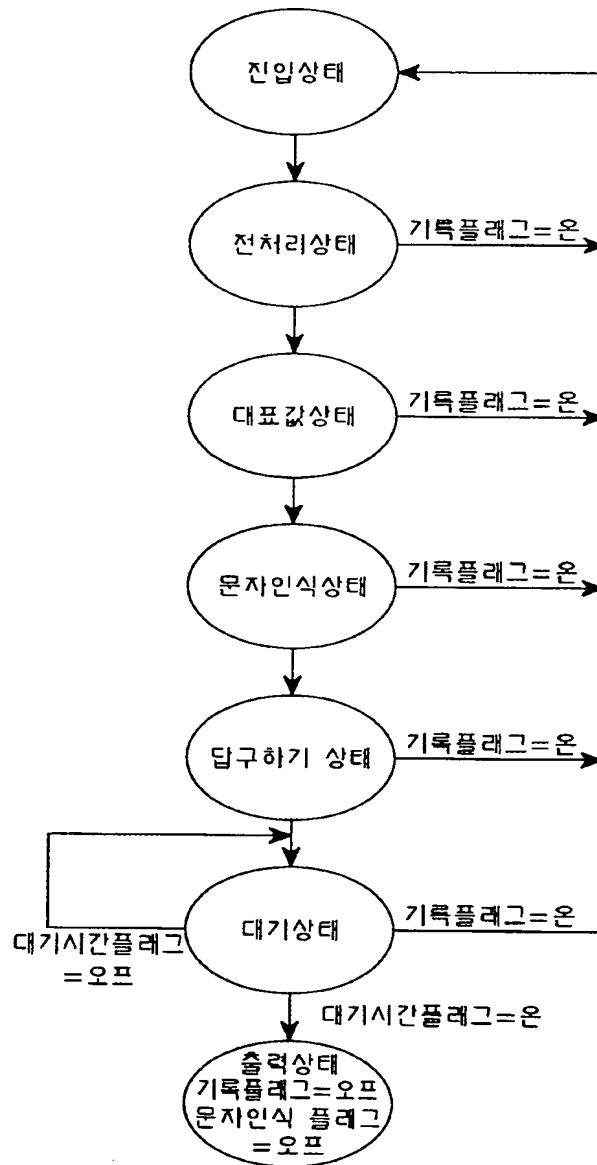 진입상태
전처리상태
기록플래그=온
대표값상태
기록플래그=온
문자인식상태
기록플래그=온
답구하기 상태
기록플래그=온
대기상태
기록플래그=온
대기시간플래그
=오프
대기시간플래그=온
출력상태
기록플래그=오프
문자인식 플래그
=오프